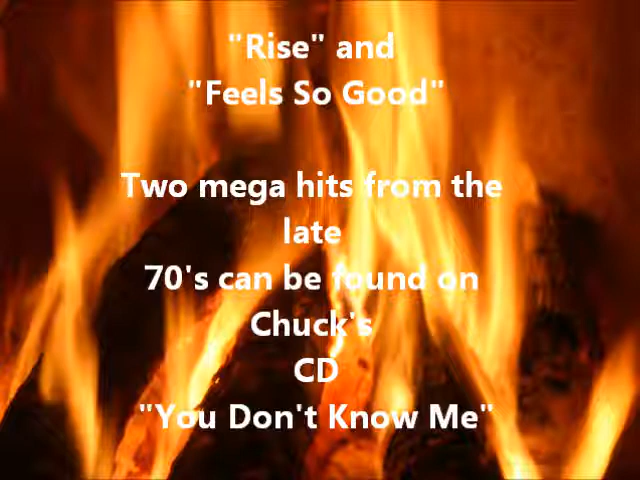 "Rise" and
"Feels So Good"
Two mega hits from the
late
70's can be found on
Chuck's
CD
"You Don't Know Me"